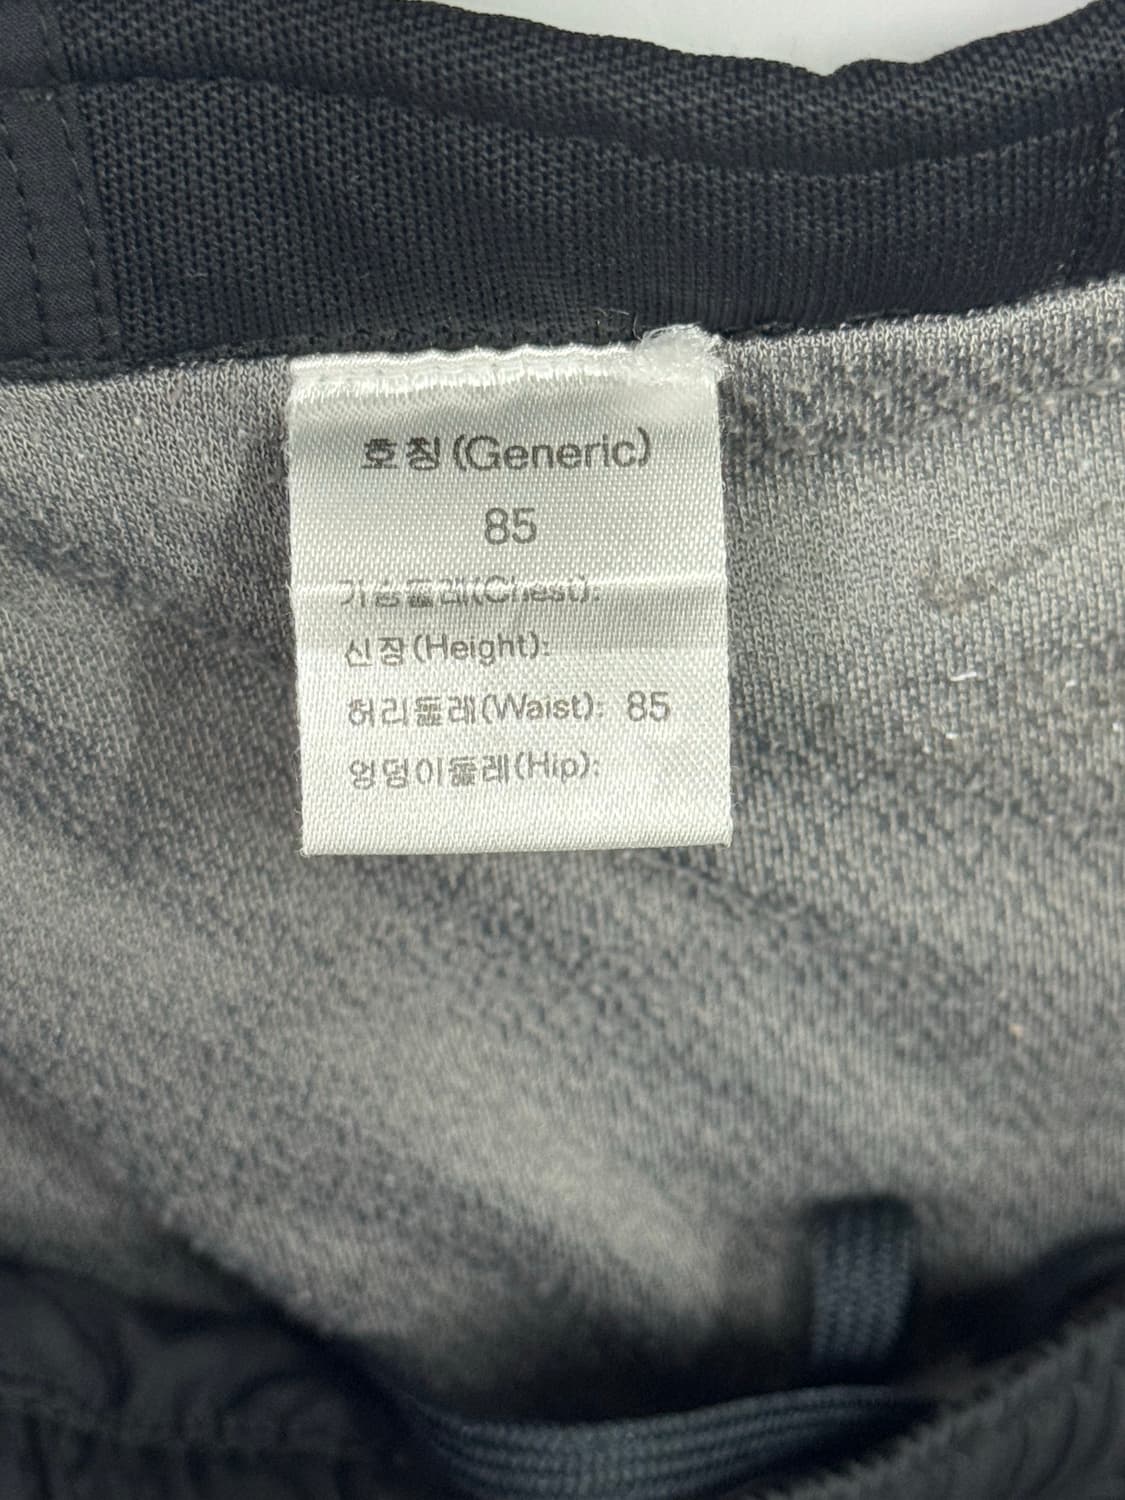 호칭(Generic)
85
가슴둘레(Chest):
신장(Height):
허리둘레(Waist): 85
엉덩이둘레(Hip):